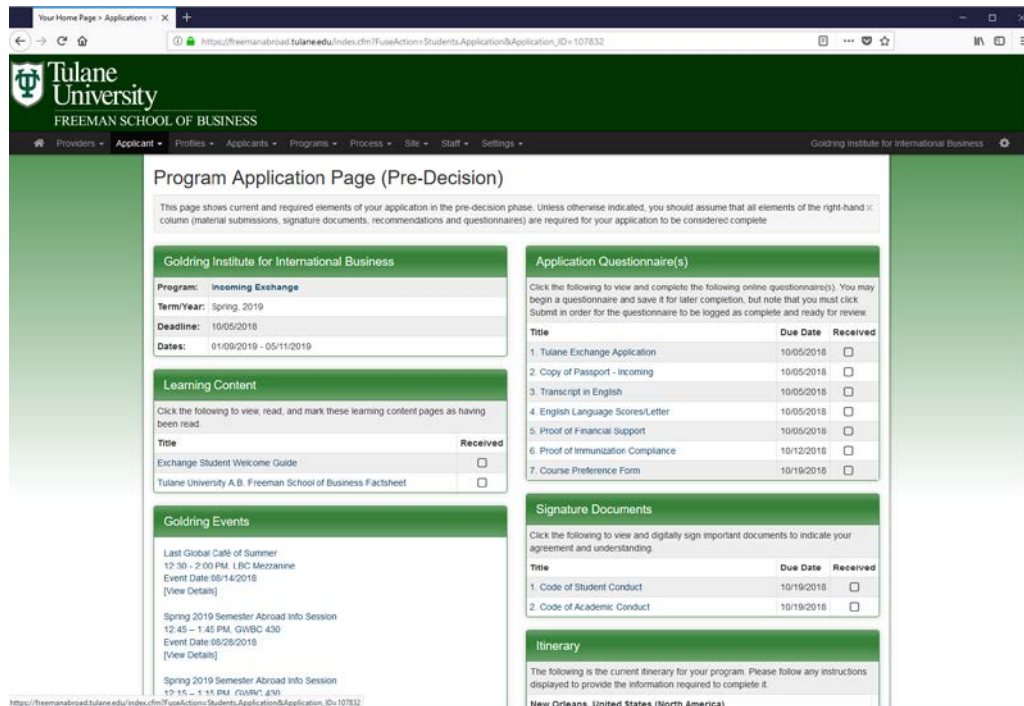 Your Home Page > Applications >
https://freemanabroad.tulane.edu/index.cfm?FuseAction=Students.Application&Application_ID=107832
Tulane
University
FREEMAN SCHOOL OF BUSINESS
Providers Applicant Profiles Applicants Programs Process Site Staff Settings Goldring Institute for International Business
Program Application Page (Pre-Decision)
This page shows current and required elements of your application in the pre-decision phase. Unless otherwise indicated, you should assume that all elements of the right-hand
column (material submissions, signature documents, recommendations and questionnaires) are required for your application to be considered complete
Goldring Institute for International Business
Program: Incoming Exchange
Term/Year: Spring, 2019
Deadline: 10/05/2018
Dates: 01/09/2019 - 05/11/2019
Learning Content
Click the following to view, read, and mark these learning content pages as having
been read.
Title Received
Exchange Student Welcome Guide
Tulane University A.B. Freeman School of Business Factsheet
Goldring Events
Last Global Café of Summer
12:30 - 2:00 PM, LBC Mezzanine
Event Date:08/14/2018
[View Details]
Spring 2019 Semester Abroad Info Session
12:45 – 1:45 PM, GWBC 430
Event Date:08/28/2018
[View Details]
Spring 2019 Semester Abroad Info Session
12:15 – 1:15 PM, GWBC 430
Application Questionnaire(s)
Click the following to view and complete the following online questionnaire(s). You may
begin a questionnaire and save it for later completion, but note that you must click
Submit in order for the questionnaire to be logged as complete and ready for review.
Title Due Date Received
1. Tulane Exchange Application 10/05/2018
2. Copy of Passport - Incoming 10/05/2018
3. Transcript in English 10/05/2018
4. English Language Scores/Letter 10/05/2018
5. Proof of Financial Support 10/05/2018
6. Proof of Immunization Compliance 10/12/2018
7. Course Preference Form 10/19/2018
Signature Documents
Click the following to view and digitally sign important documents to indicate your
agreement and understanding.
Title Due Date Received
1. Code of Student Conduct 10/19/2018
2. Code of Academic Conduct 10/19/2018
Itinerary
The following is the current itinerary for your program. Please follow any instructions
displayed to provide the information required to complete it.
New Orleans, United States (North America)
https://freemanabroad.tulane.edu/index.cfm?FuseAction=Students.Application&Application_ID=107832